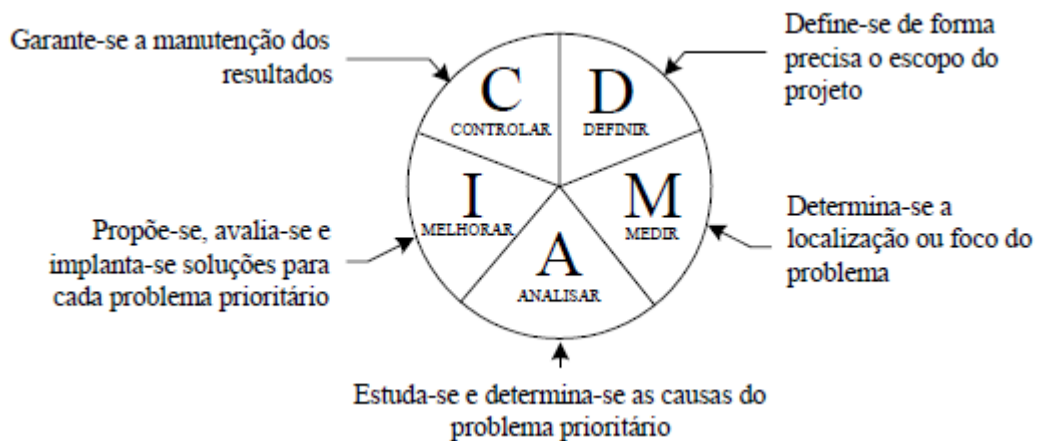 Garante-se a manutenção dos
resultados
Define-se de forma
precisa o escopo do
projeto
C
CONTROLAR
D
DEFINIR
I
MELHORAR
M
MEDIR
A
ANALISAR
Propõe-se, avalia-se e
implanta-se soluções para
cada problema prioritário
Determina-se a
localização ou foco do
problema
Estuda-se e determina-se as causas do
problema prioritário